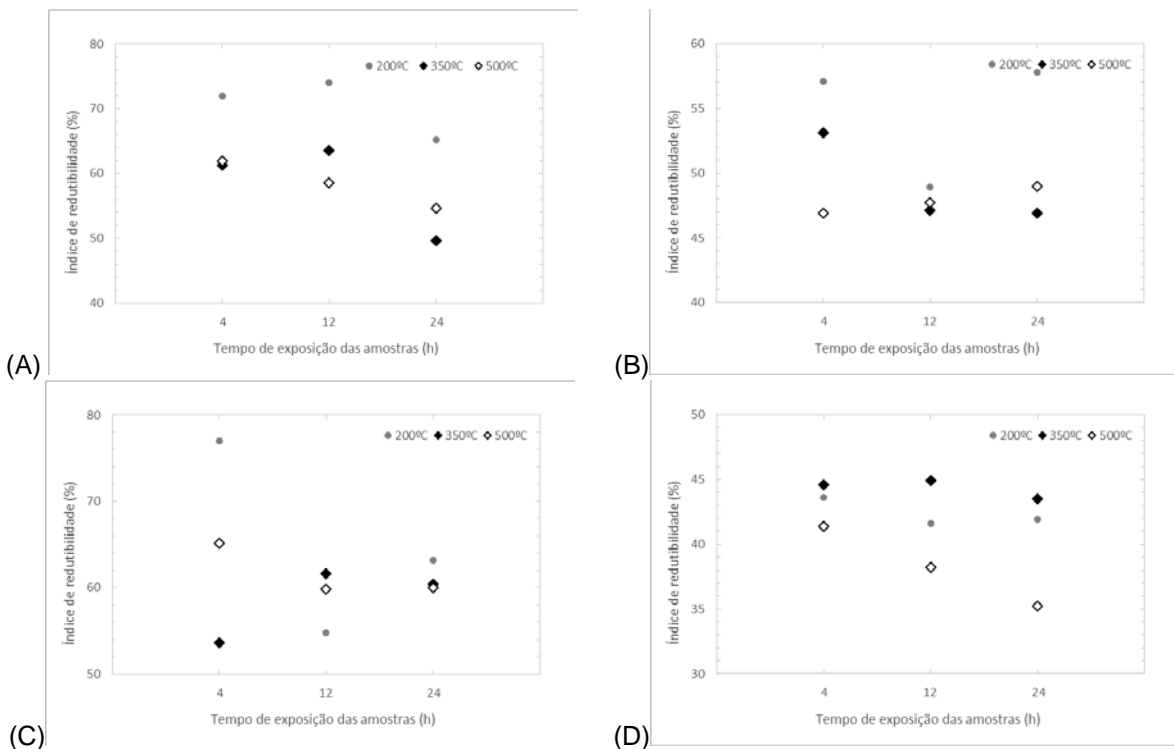 80
70
60
50
40
Índice de redutibilidade (%)
200ºC 350ºC 500ºC
4 12 24
Tempo de exposição das amostras (h)
(A)
60
55
50
45
40
Índice de redutibilidade (%)
200ºC 350ºC 500ºC
4 12 24
Tempo de exposição das amostras (h)
(B)
80
70
60
50
Índice de redutibilidade (%)
200ºC 350ºC 500ºC
4 12 24
Tempo de exposição das amostras (h)
(C)
50
45
40
35
30
Índice de redutibilidade (%)
200ºC 350ºC 500ºC
4 12 24
Tempo de exposição das amostras (h)
(D)